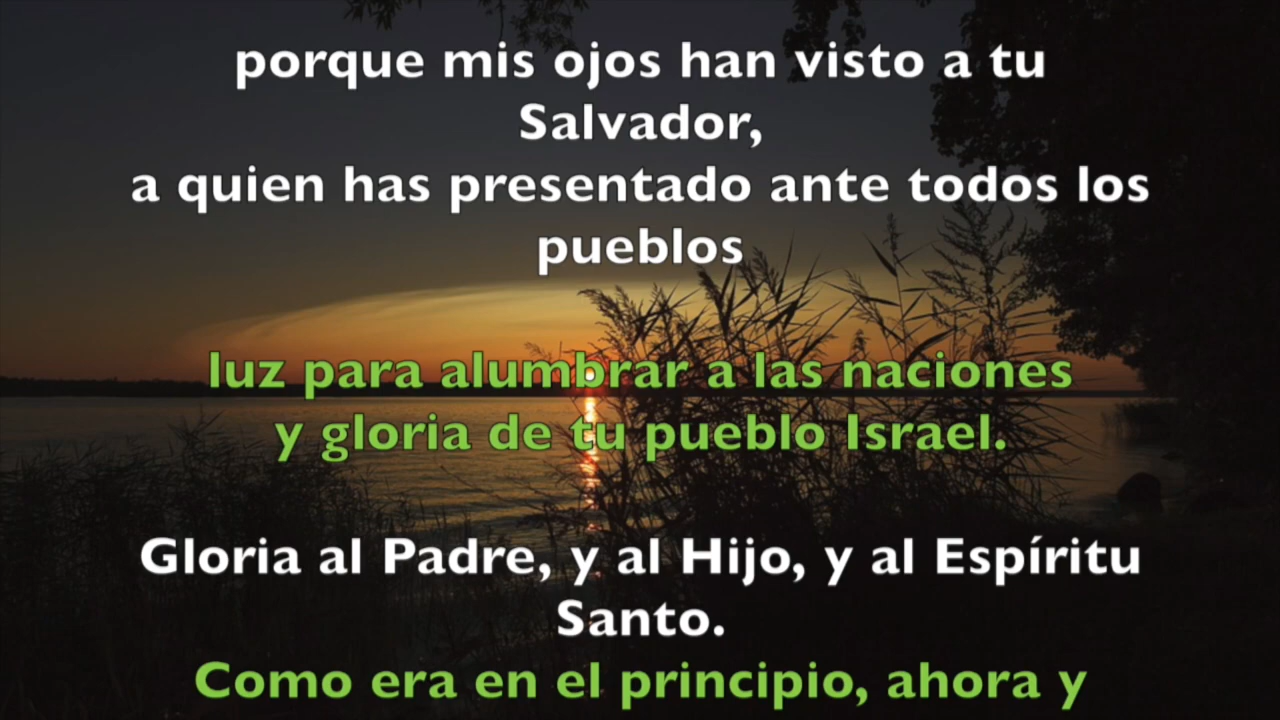 porque mis ojos han visto a tu
Salvador,
a quien has presentado ante todos los
pueblos
luz para alumbrar a las naciones
y gloria de tu pueblo Israel.
Gloria al Padre, y al Hijo, y al Espíritu
Santo.
Como era en el principio, ahora y